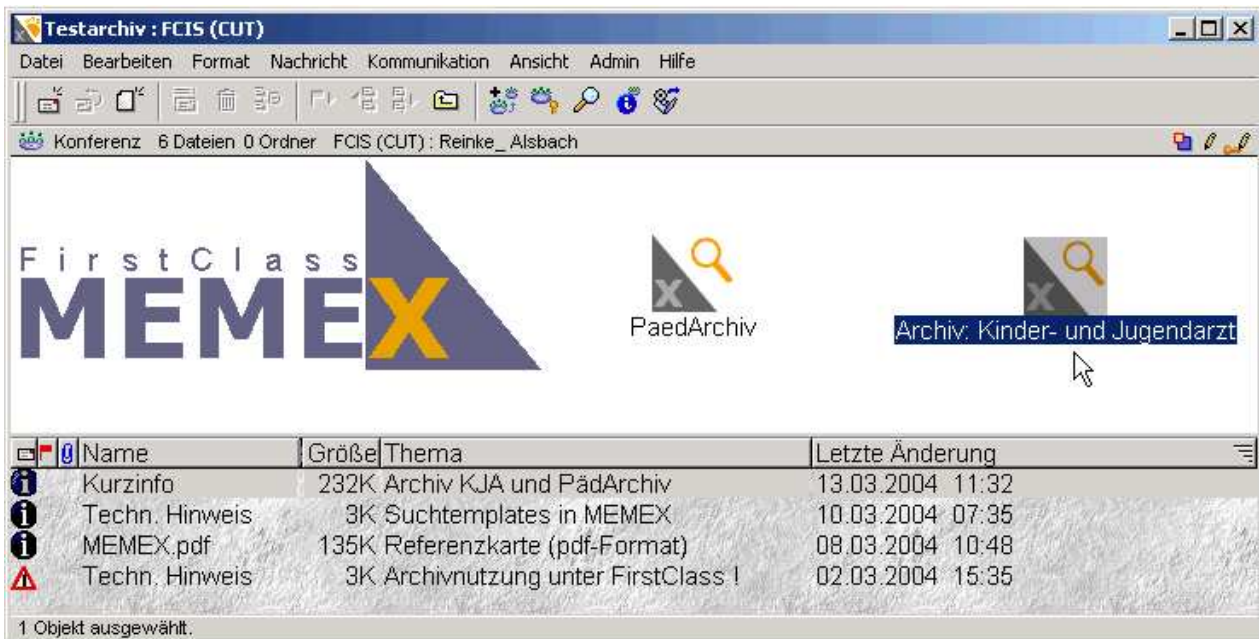 Testarchiv : FCIS (CUT)
Datei Bearbeiten Format Nachricht Kommunikation Ansicht Admin Hilfe
Konferenz 6 Dateien 0 Ordner FCIS (CUT) : Reinke_ Alsbach
FirstClass
MEMEX
X
PaedArchiv
X
Archiv: Kinder- und Jugendarzt
Name Größe Thema Letzte Änderung
Kurzinfo 232K Archiv KJA und PädArchiv 13.03.2004 11:32
Techn. Hinweis 3K Suchtemplates in MEMEX 10.03.2004 07:35
MEMEX.pdf 135K Referenzkarte (pdf-Format) 08.03.2004 10:48
Techn. Hinweis 3K Archivnutzung unter FirstClass ! 02.03.2004 15:35
1 Objekt ausgewählt.